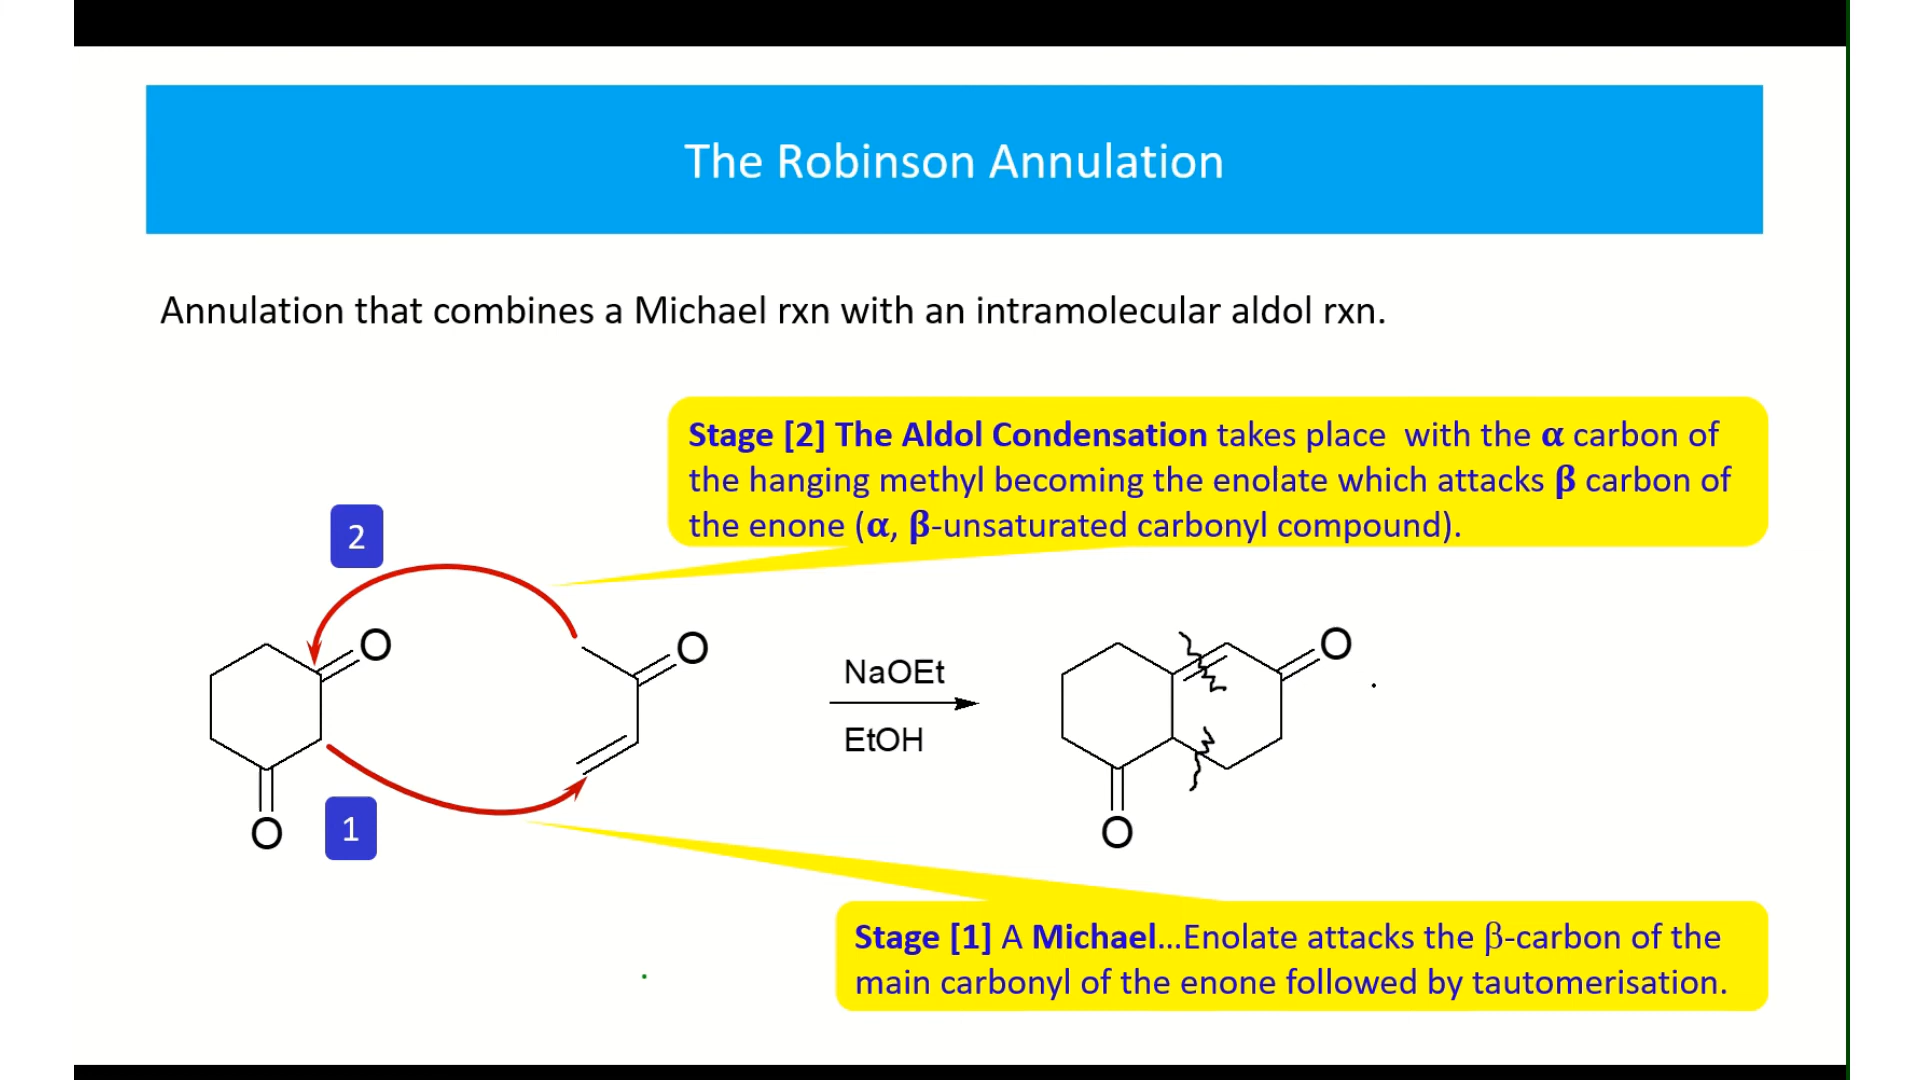 The Robinson Annulation
Annulation that combines a Michael rxn with an intramolecular aldol rxn.
Stage [2] The Aldol Condensation takes place with the α carbon of
the hanging methyl becoming the enolate which attacks β carbon of
the enone (α, β-unsaturated carbonyl compound).
2
O
O
NaOEt
O
EtOH
O
1
O
Stage [1] A Michael...Enolate attacks the β-carbon of the
main carbonyl of the enone followed by tautomerisation.